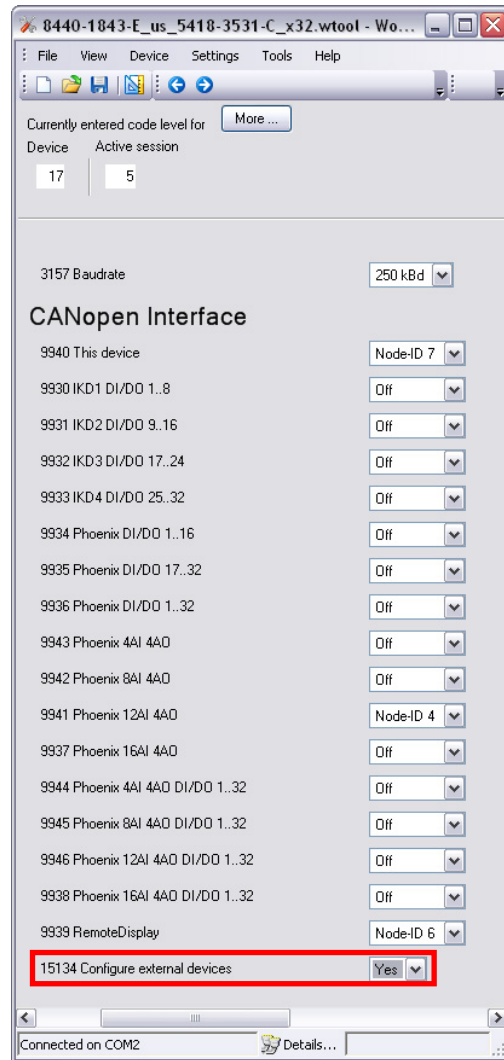 8440-1843-E_us_5418-3531-C_x32.wtool - Wo...
File View Device Settings Tools Help
Currently entered code level for More ...
Device Active session
17 5
3157 Baudrate 250 kBd
CANopen Interface
9940 This device Node-ID 7
9930 IKD1 DI/DO 1..8 Off
9931 IKD2 DI/DO 9..16 Off
9932 IKD3 DI/DO 17..24 Off
9933 IKD4 DI/DO 25..32 Off
9934 Phoenix DI/DO 1..16 Off
9935 Phoenix DI/DO 17..32 Off
9936 Phoenix DI/DO 1..32 Off
9943 Phoenix 4AI 4AO Off
9942 Phoenix 8AI 4AO Off
9941 Phoenix 12AI 4AO Node-ID 4
9937 Phoenix 16AI 4AO Off
9944 Phoenix 4AI 4AO DI/DO 1..32 Off
9945 Phoenix 8AI 4AO DI/DO 1..32 Off
9946 Phoenix 12AI 4AO DI/DO 1..32 Off
9938 Phoenix 16AI 4AO DI/DO 1..32 Off
9939 RemoteDisplay Node-ID 6
15134 Configure external devices Yes
Connected on COM2 Details...